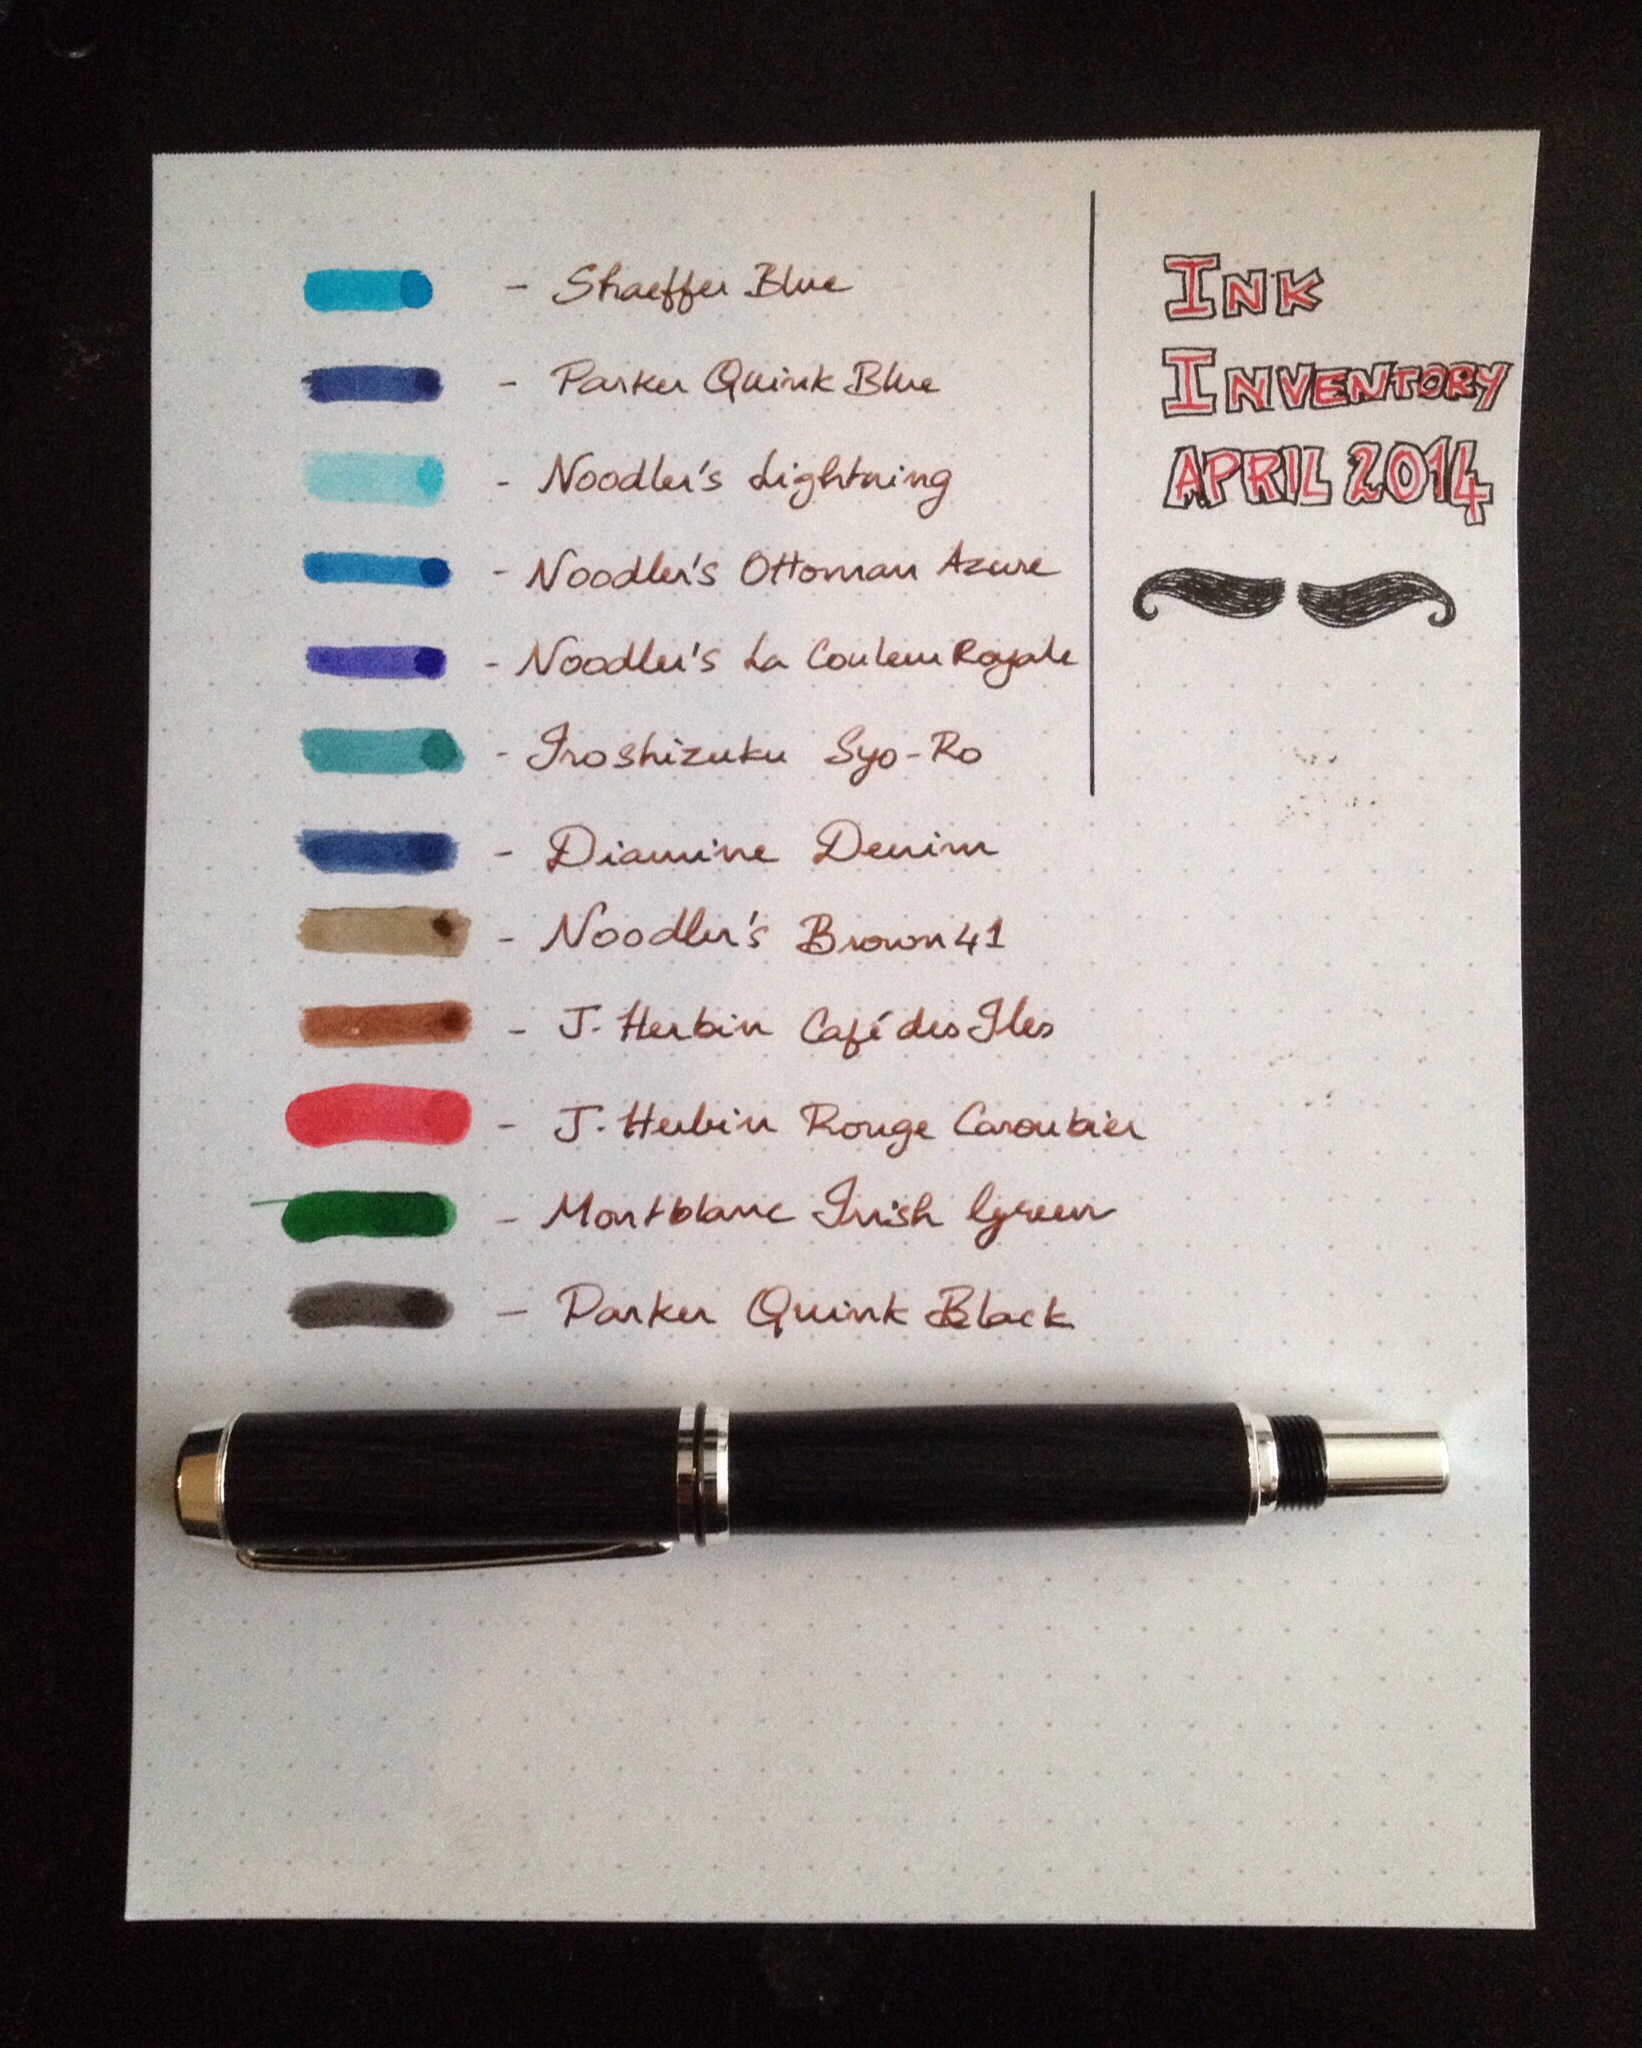 - Shaeffer Blue
- Parker Quink Blue
- Noodler's Lightning
- Noodler's Ottoman Azure
- Noodler's La Couleur Royale
- Iroshizuku Syo-Ro
- Diamine Denim
- Noodler's Brown 41
- J. Herbin Café des Iles
- J. Herbin Rouge Caroubier
- Montblanc Irish Green
- Parker Quink Black
INK
INVENTORY
APRIL 2014